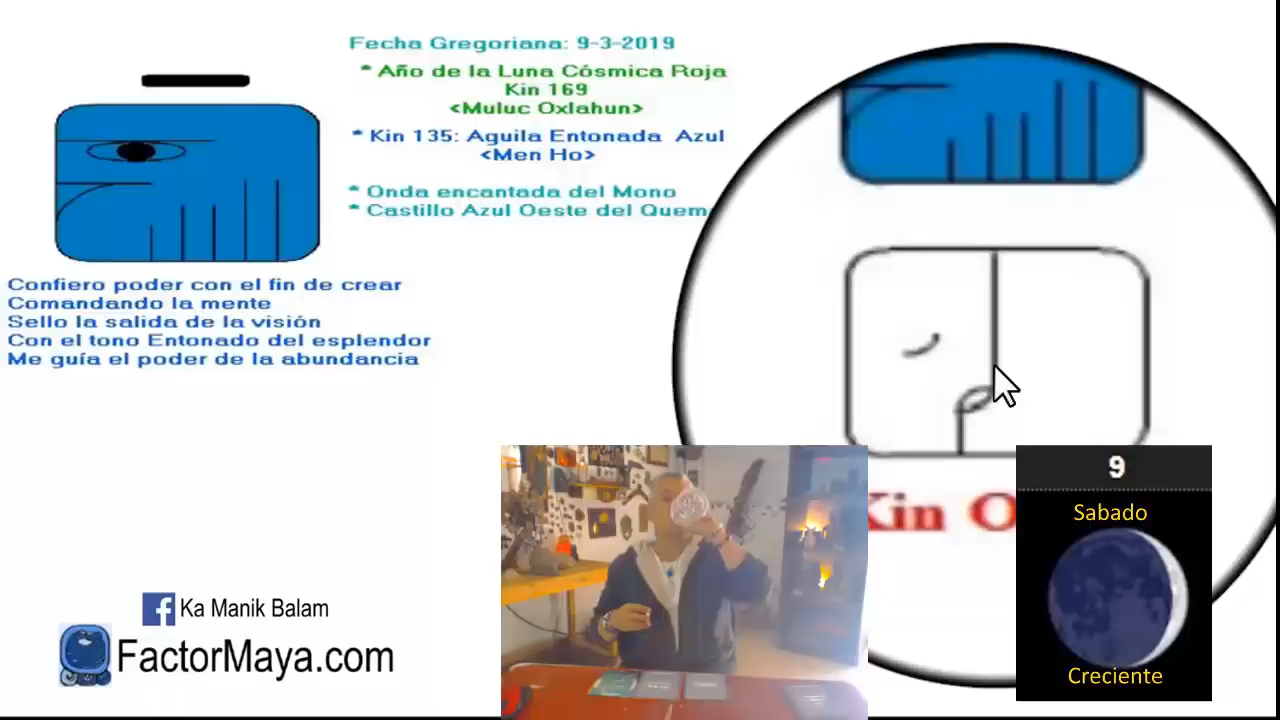 Fecha Gregoriana: 9-3-2019
* Año de la Luna Cósmica Roja
Kin 169
<Muluc Oxlahun>
* Kin 135: Aguila Entonada Azul
<Men Ho>
* Onda encantada del Mono
* Castillo Azul Oeste del Quem
Confiero poder con el fin de crear
Comandando la mente
Sello la salida de la visión
Con el tono Entonado del esplendor
Me guía el poder de la abundancia
Kin O
9
Sabado
Creciente
f Ka Manik Balam
FactorMaya.com